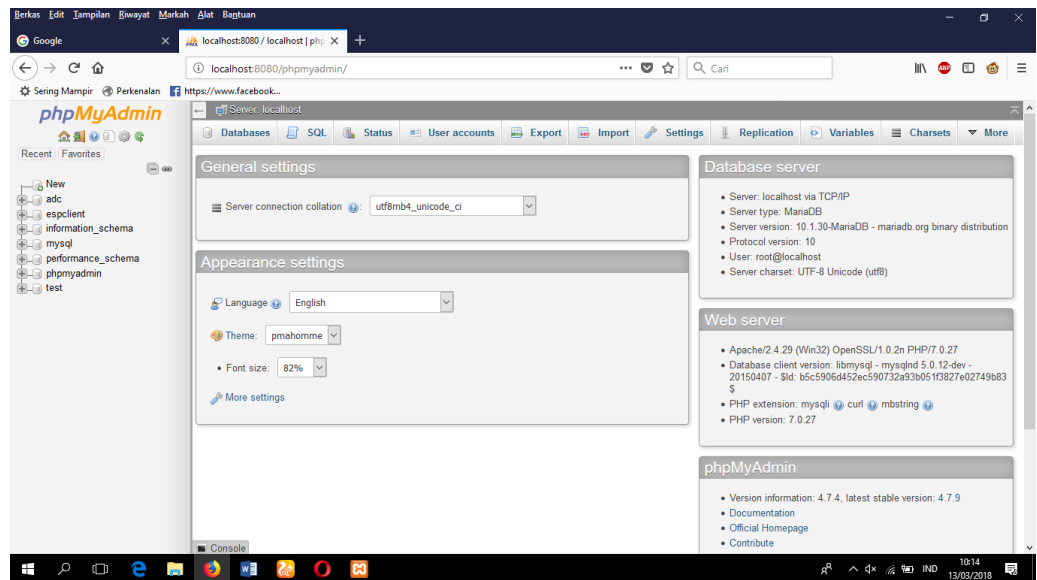 Berkas Edit Tampilan Riwayat Markah Alat Bantuan
Google
localhost:8080 / localhost | php
localhost:8080/phpmyadmin/
Cari
ABP
Sering Mampir Perkenalan https://www.facebook...
phpMyAdmin
Recent Favorites
New
adc
espclient
information_schema
mysql
performance_schema
phpmyadmin
test
Server: localhost
Databases SQL Status User accounts Export Import Settings Replication Variables Charsets More
General settings
Server connection collation : utf8mb4_unicode_ci
Appearance settings
Language English
Theme: pmahomme
Font size: 82%
More settings
Database server
Server: localhost via TCP/IP
Server type: MariaDB
Server version: 10.1.30-MariaDB - mariadb.org binary distribution
Protocol version: 10
User: root@localhost
Server charset: UTF-8 Unicode (utf8)
Web server
Apache/2.4.29 (Win32) OpenSSL/1.0.2n PHP/7.0.27
Database client version: libmysql - mysqlnd 5.0.12-dev -
20150407 - $Id: b5c5906d452ec590732a93b051f3827e02749b83
$
PHP extension: mysqli curl mbstring
PHP version: 7.0.27
phpMyAdmin
Version information: 4.7.4, latest stable version: 4.7.9
Documentation
Official Homepage
Contribute
Console
IND
10:14
13/03/2018